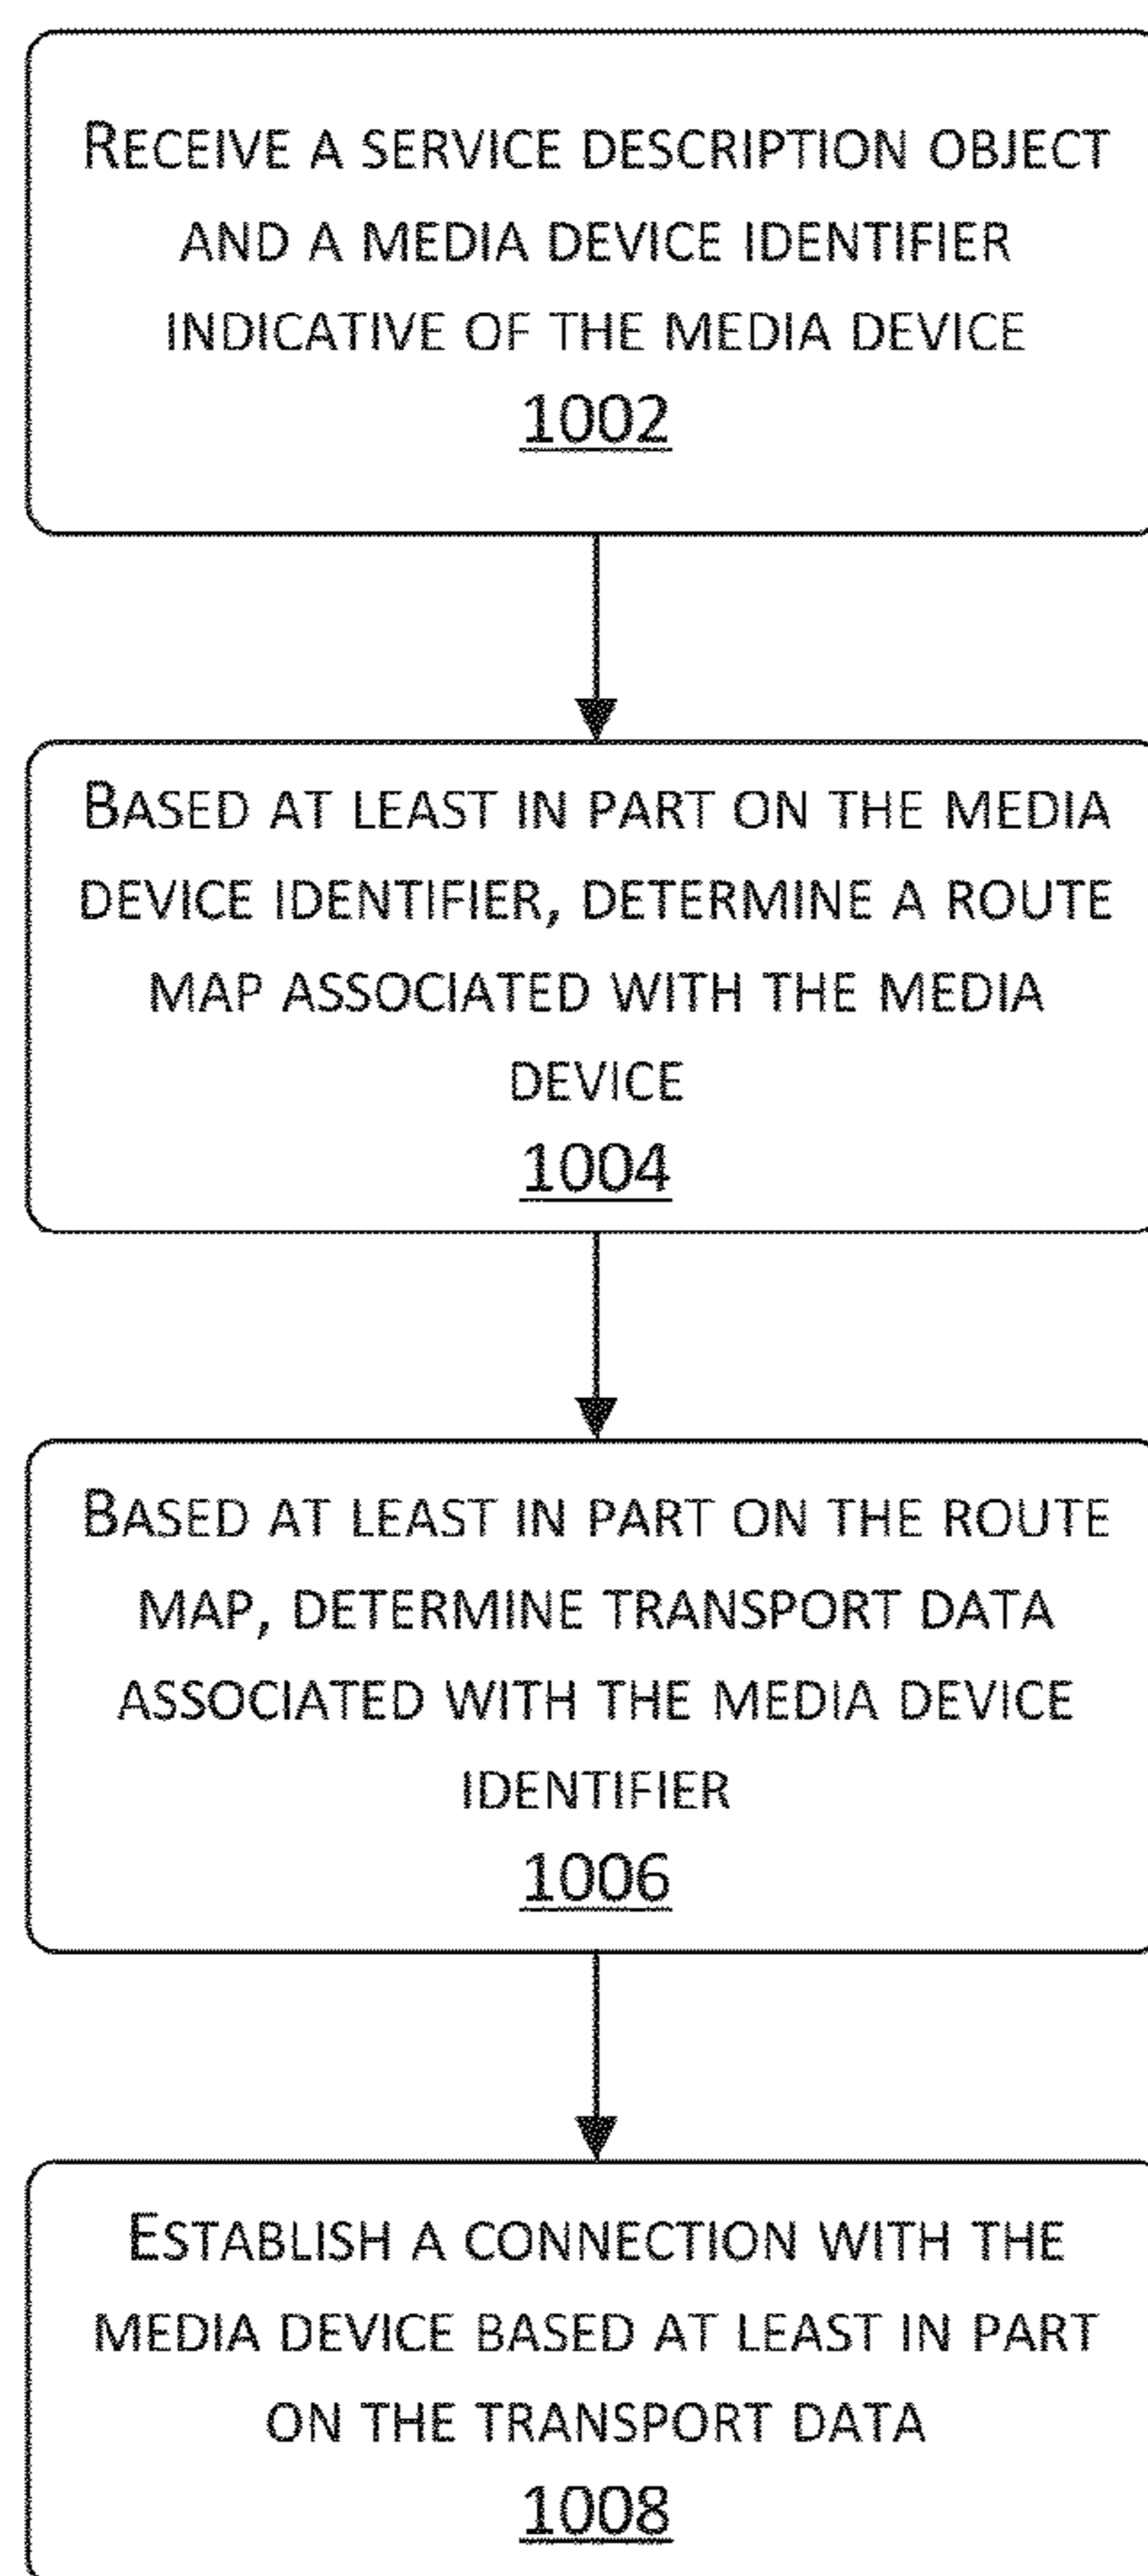 RECEIVE A SERVICE DESCRIPTION OBJECT
AND A MEDIA DEVICE IDENTIFIER
INDICATIVE OF THE MEDIA DEVICE
1002
BASED AT LEAST IN PART ON THE MEDIA
DEVICE IDENTIFIER, DETERMINE A ROUTE
MAP ASSOCIATED WITH THE MEDIA
DEVICE
1004
BASED AT LEAST IN PART ON THE ROUTE
MAP, DETERMINE TRANSPORT DATA
ASSOCIATED WITH THE MEDIA DEVICE
IDENTIFIER
1006
ESTABLISH A CONNECTION WITH THE
MEDIA DEVICE BASED AT LEAST IN PART
ON THE TRANSPORT DATA
1008